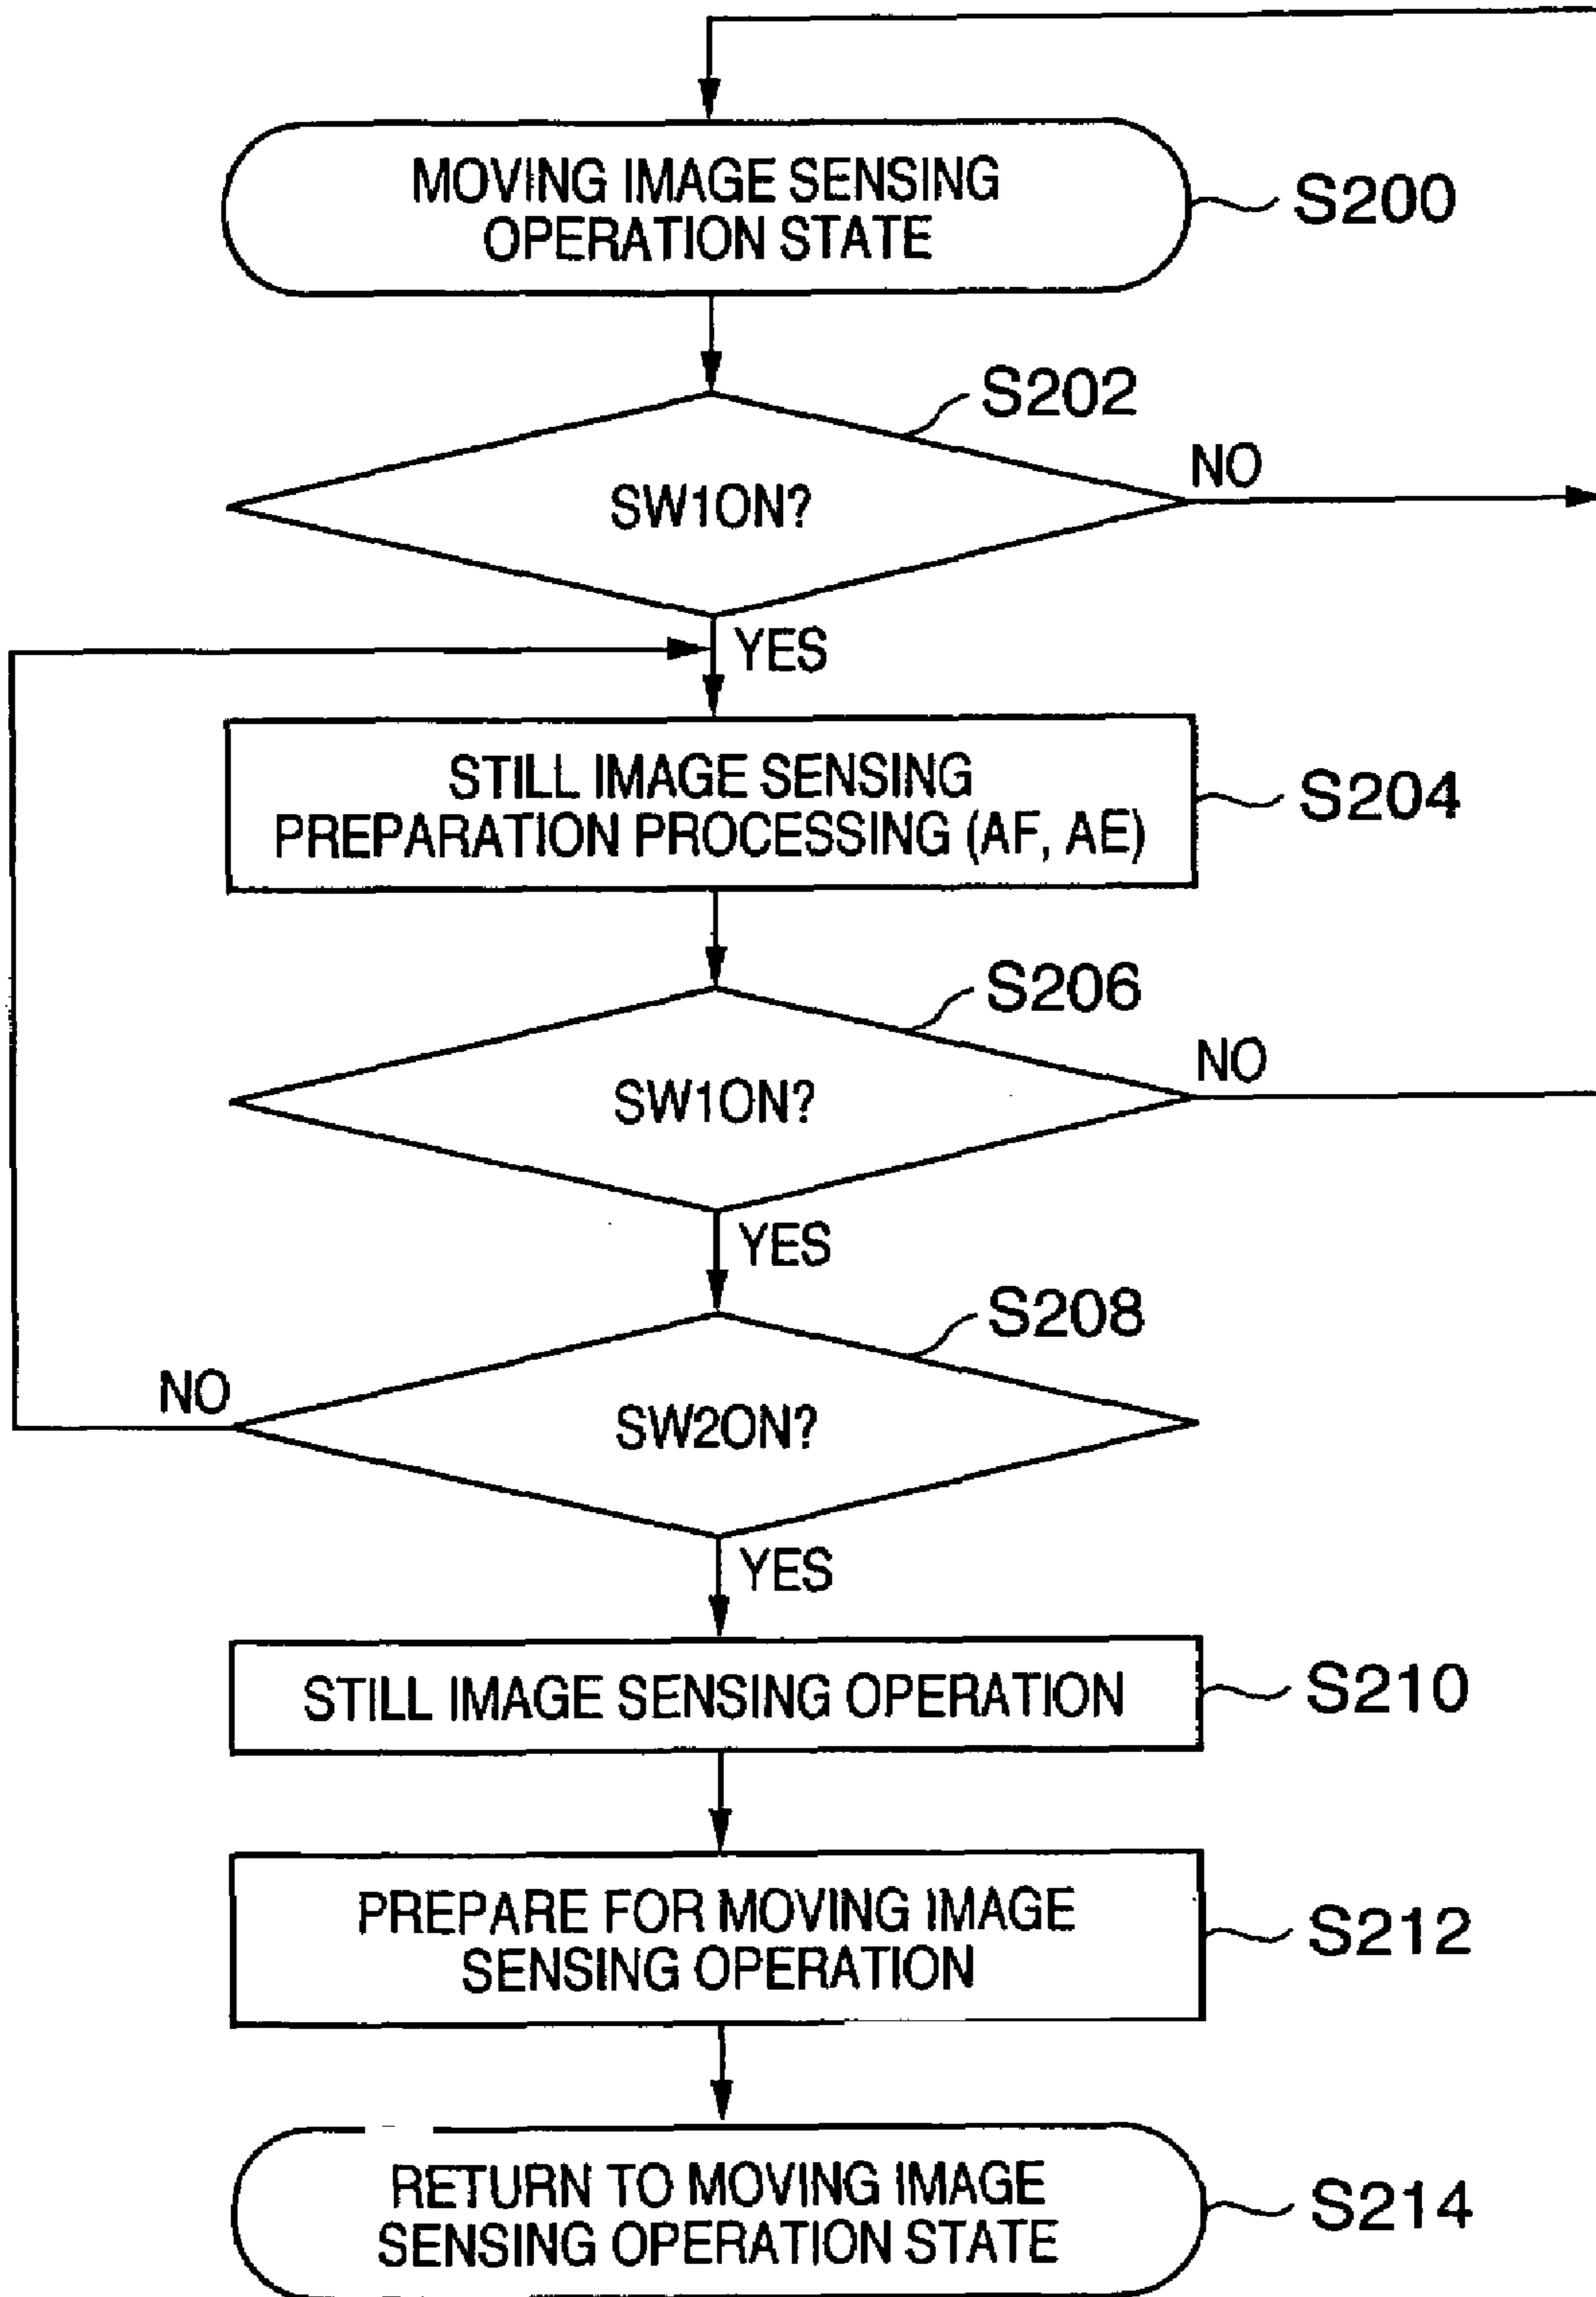 MOVING IMAGE SENSING
OPERATION STATE
S200
S202
SW1ON?
NO
YES
STILL IMAGE SENSING
PREPARATION PROCESSING (AF, AE)
S204
S206
SW1ON?
NO
YES
S208
SW2ON?
NO
YES
STILL IMAGE SENSING OPERATION
S210
PREPARE FOR MOVING IMAGE
SENSING OPERATION
S212
RETURN TO MOVING IMAGE
SENSING OPERATION STATE
S214